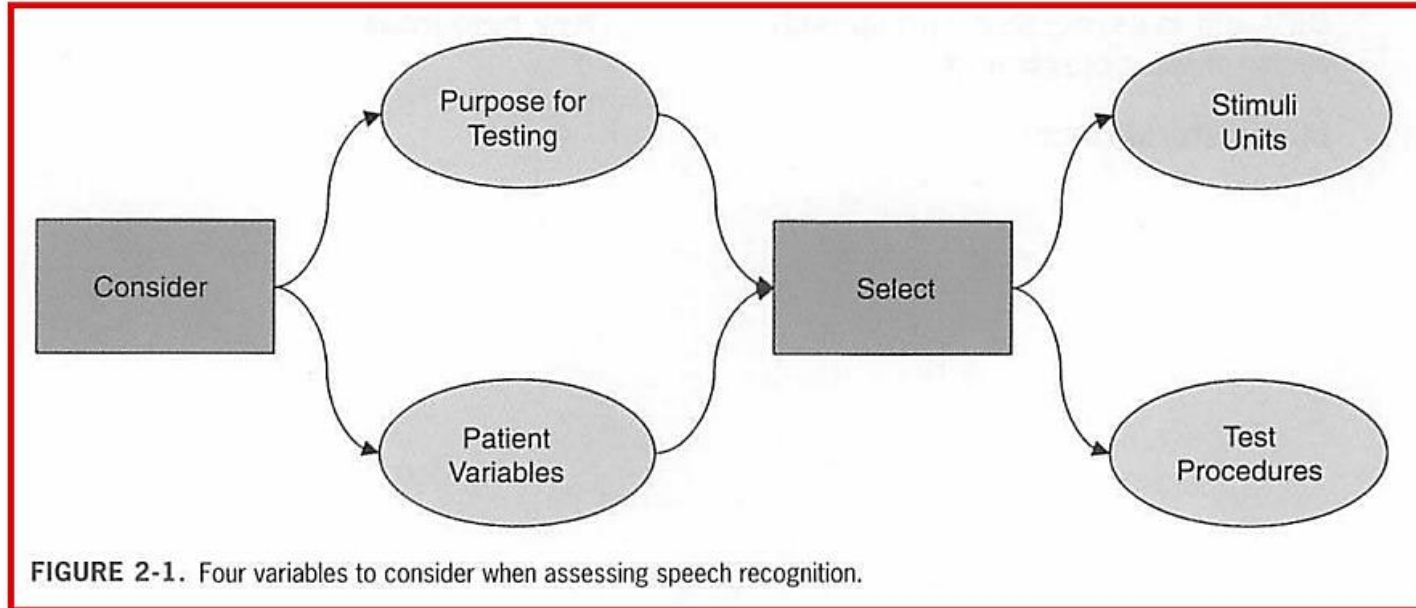 Purpose for
Testing
Stimuli
Units
Consider
Select
Patient
Variables
Test
Procedures
FIGURE 2-1. Four variables to consider when assessing speech recognition.